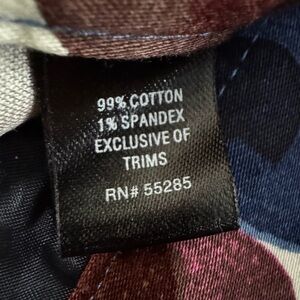 99% COTTON
1% SPANDEX
EXCLUSIVE OF
TRIMS
RN# 55285